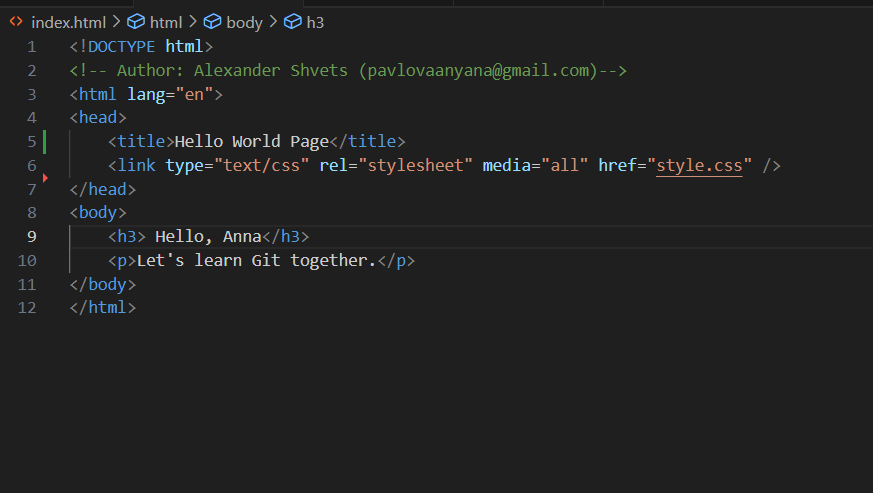 index.html > html > body > h3
1 <!DOCTYPE html>
2 <!-- Author: Alexander Shvets (pavlovaanyana@gmail.com)-->
3 <html lang="en">
4 <head>
5     <title>Hello World Page</title>
6     <link type="text/css" rel="stylesheet" media="all" href="style.css" />
7 </head>
8 <body>
9     <h3> Hello, Anna</h3>
10     <p>Let's learn Git together.</p>
11 </body>
12 </html>